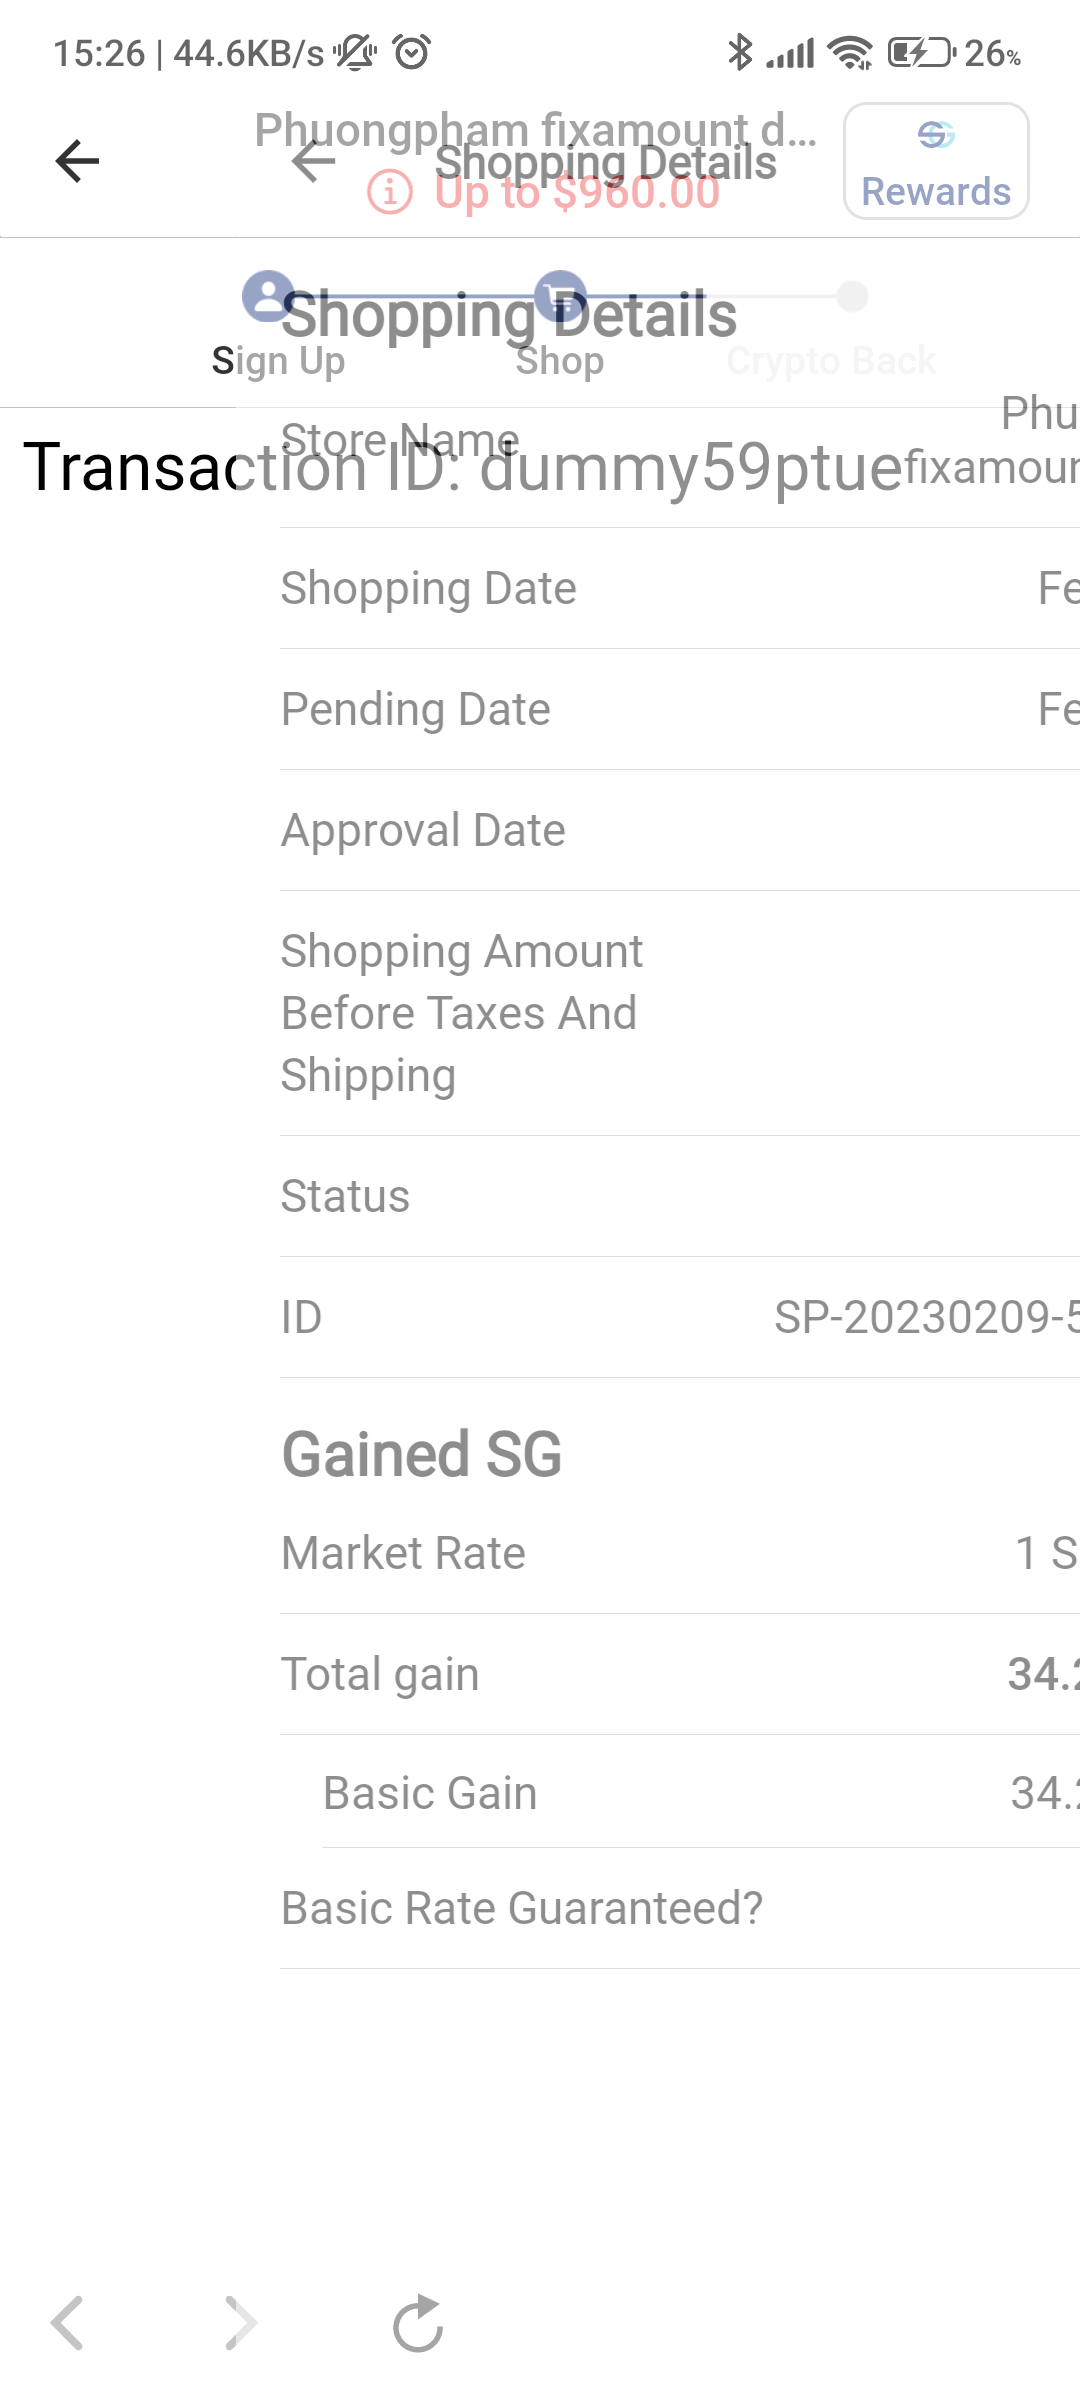 15:26 | 44.6KB/s
26%
Phuongpham fixamount d...
Shopping Details
Up to $960.00
Rewards
Shopping Details
Sign Up
Shop
Crypto Back
Store Name
Phu
fixamoun
Transaction ID: dummy59ptue
Shopping Date
Fe
Pending Date
Fe
Approval Date
Shopping Amount
Before Taxes And
Shipping
Status
ID
SP-20230209-5
Gained SG
Market Rate
1 S
Total gain
34.2
Basic Gain
34.2
Basic Rate Guaranteed?